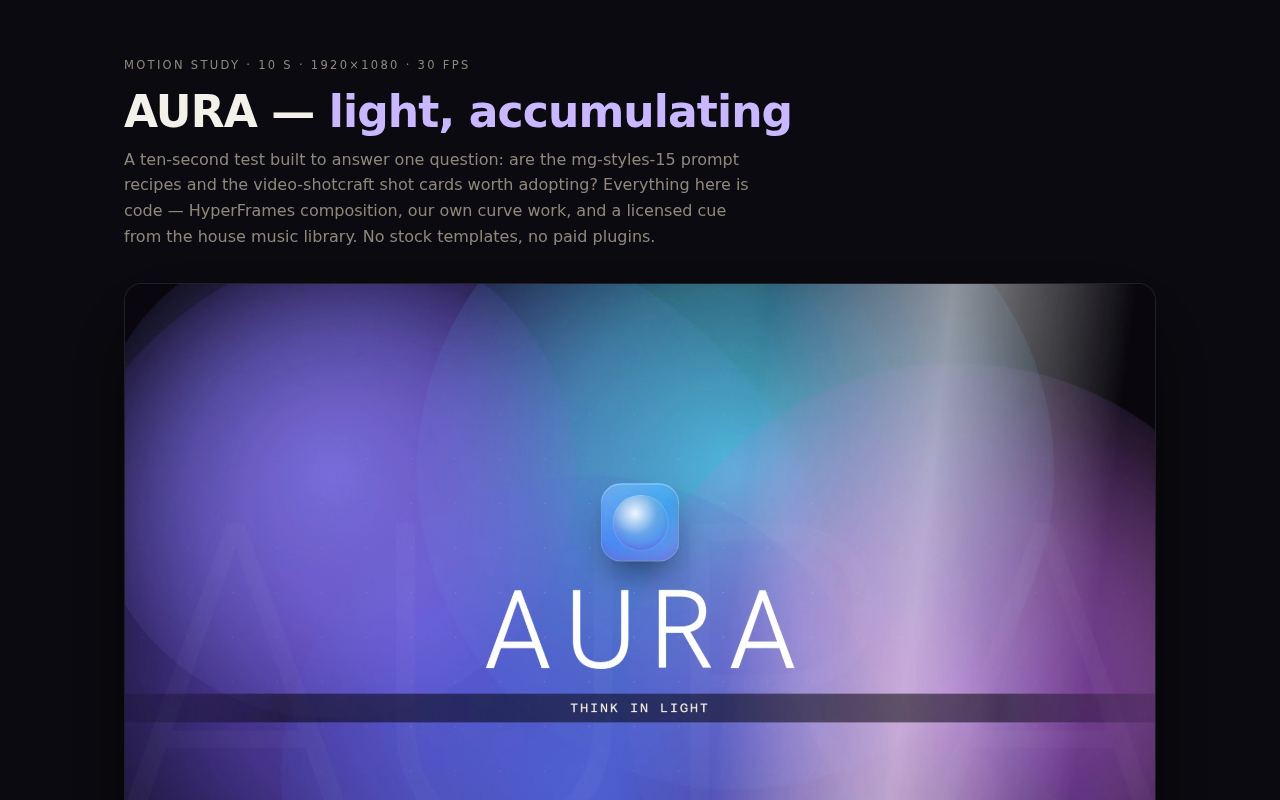 MOTION STUDY · 10 S · 1920×1080 · 30 FPS
AURA — light, accumulating
A ten-second test built to answer one question: are the mg-styles-15 prompt
recipes and the video-shotcraft shot cards worth adopting? Everything here is
code — HyperFrames composition, our own curve work, and a licensed cue
from the house music library. No stock templates, no paid plugins.
AURA
THINK IN LIGHT
AURA